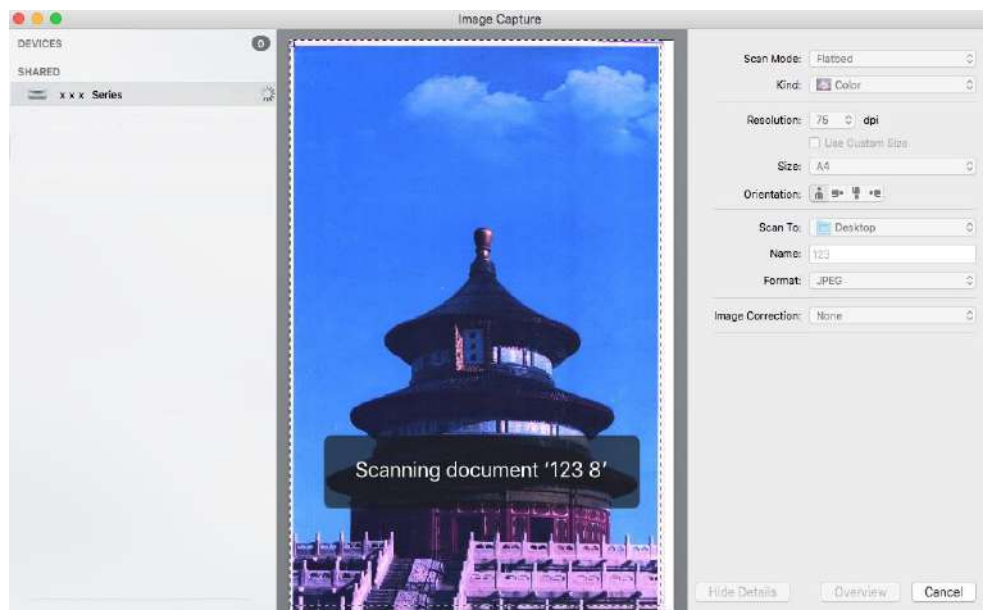 Image Capture
DEVICES 0
SHARED
x x x Series
Scan Mode: Flatbed
Kind: Color
Resolution: 75 dpi
Use Custom Size
Size: A4
Orientation:
Scan To: Desktop
Name: 123
Format: JPEG
Image Correction: None
Scanning document '123 8'
Hide Details Overview Cancel